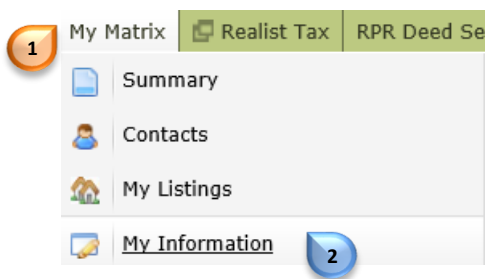 1 My Matrix Realist Tax RPR Deed Se
Summary
Contacts
My Listings
My Information 2